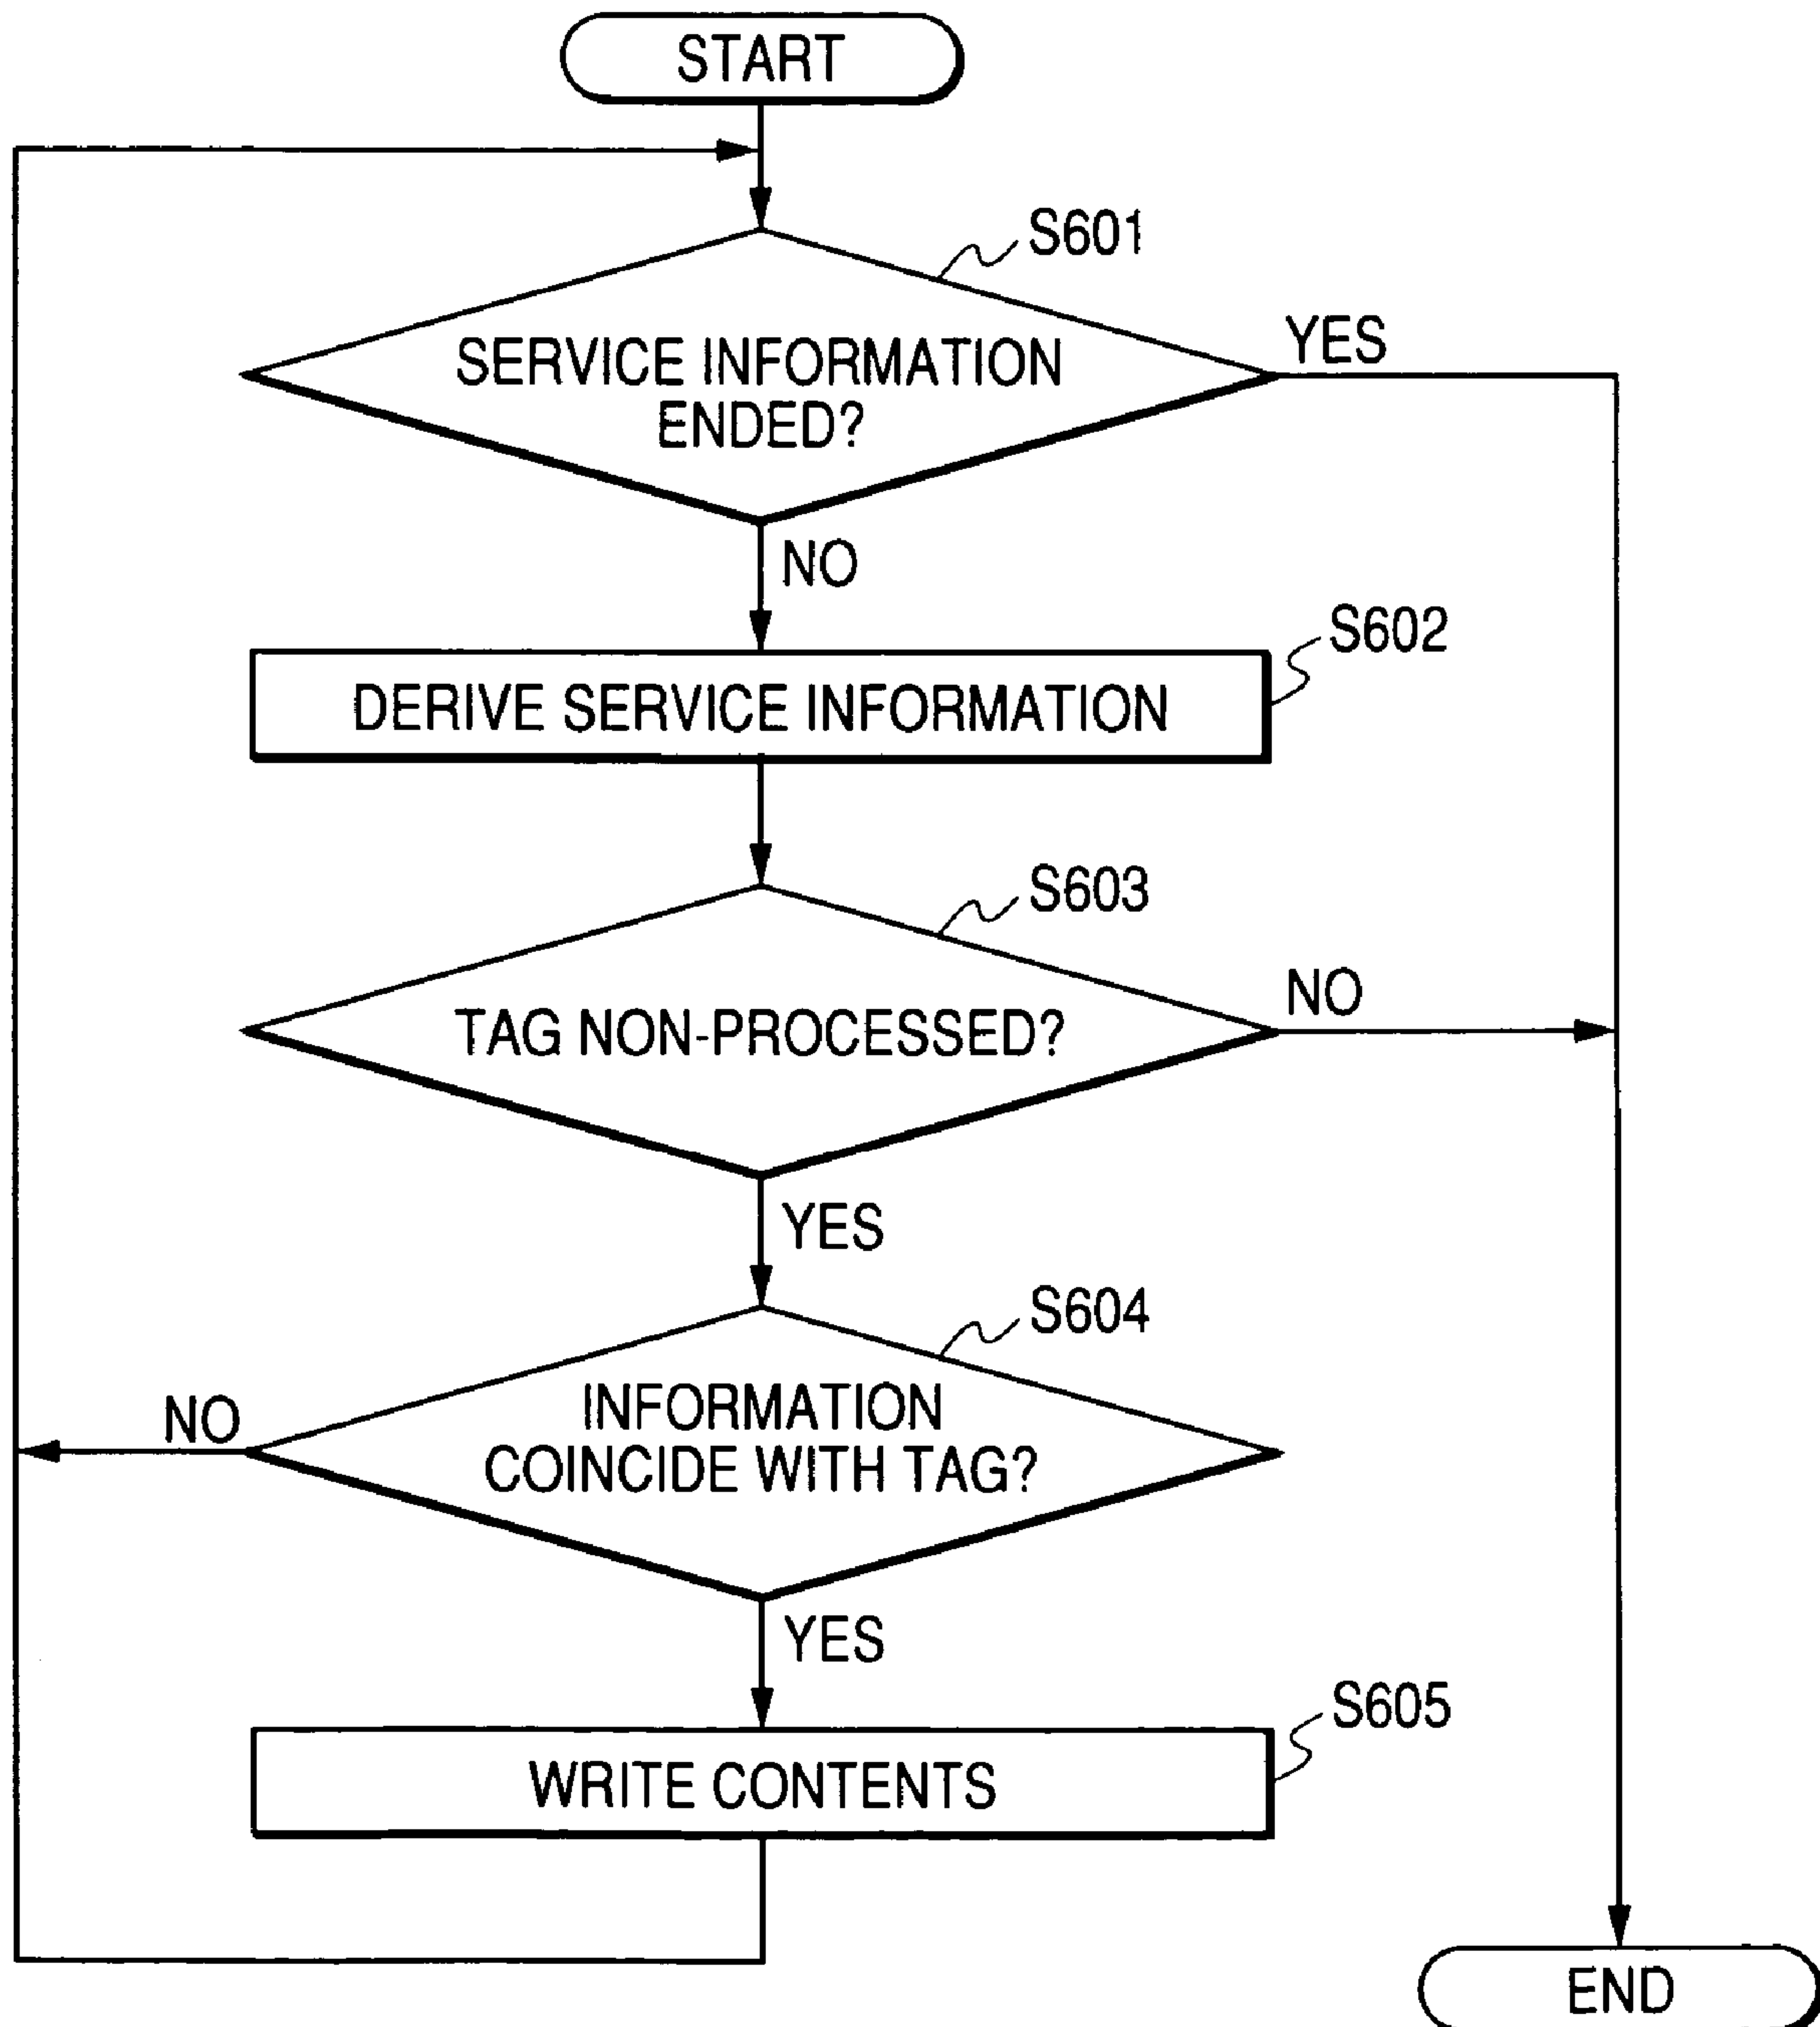 START
S601
SERVICE INFORMATION
ENDED?
YES
NO
S602
DERIVE SERVICE INFORMATION
S603
TAG NON-PROCESSED?
NO
YES
S604
INFORMATION
COINCIDE WITH TAG?
NO
YES
S605
WRITE CONTENTS
END